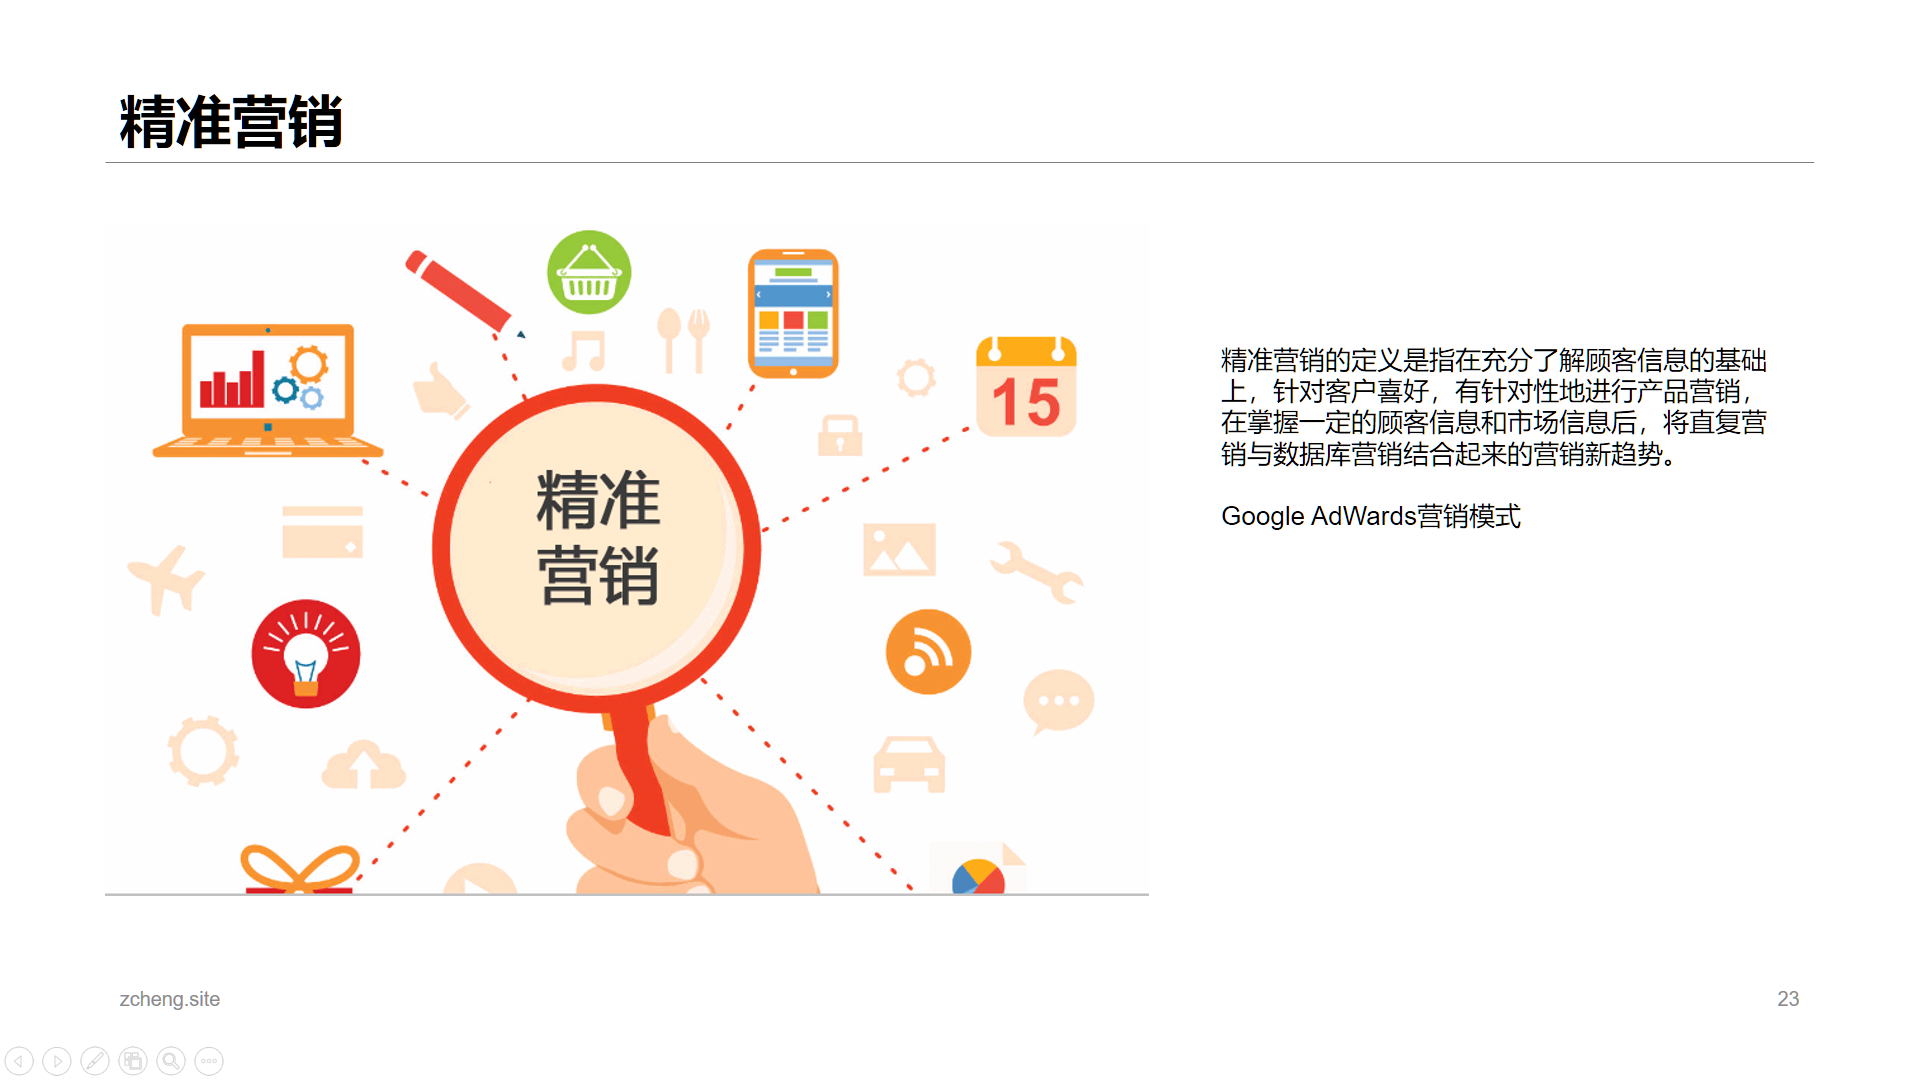 精准营销
15
精准
营销
精准营销的定义是指在充分了解顾客信息的基础
上，针对客户喜好，有针对性地进行产品营销，
在掌握一定的顾客信息和市场信息后，将直复营
销与数据库营销结合起来的营销新趋势。
Google AdWards营销模式
zcheng.site
23